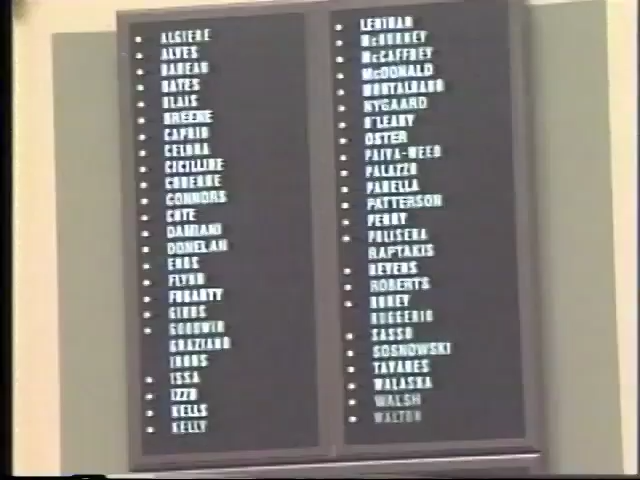 ALGIERE
ALVES
BADEAU
BATES
BLAIS
BREENE
CAPRIO
CELONA
CICILLINE
CODERRE
CONNORS
COTE
DAMIANI
DONELAN
ENOS
FLYNN
FOGARTY
GIBBS
GOODWIN
GRAZIANO
IRONS
ISSA
IZZO
KELLS
KELLY
LENIHAN
McBURNEY
McCAFFREY
McDONALD
MONTALBANO
NYGAARD
O'LEARY
OSTER
PAIVA-WEED
PALAZZO
PARELLA
PATTERSON
PERRY
POLISENA
RAPTAKIS
REVENS
ROBERTS
RONEY
RUGGERIO
SASSO
SOSNOWSKI
TAVARES
WALASKA
WALSH
WALTON